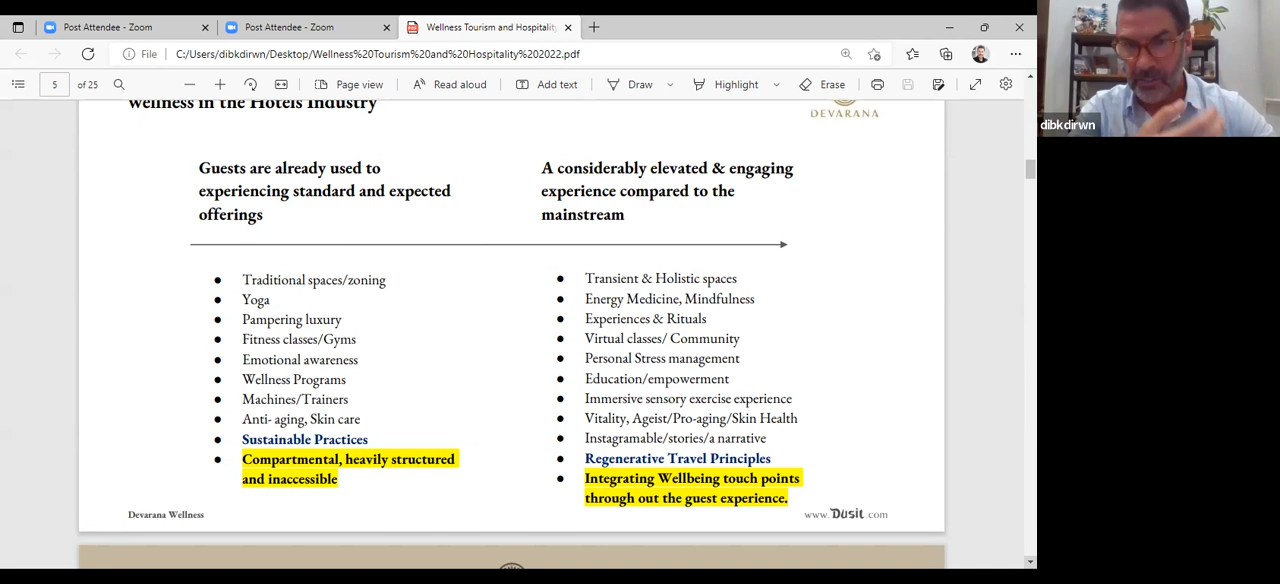 Post Attendee - Zoom
Post Attendee - Zoom
Wellness Tourism and Hospitality
File
C:/Users/dibkdirwn/Desktop/Wellness%20Tourism%20and%20Hospitality%202022.pdf
5 of 25
Page view
Read aloud
Add text
Draw
Highlight
Erase
dibkdirwn
wellness in the Hotels Industry
DEVARANA
Guests are already used to
experiencing standard and expected
offerings
A considerably elevated & engaging
experience compared to the
mainstream
● Traditional spaces/zoning
● Yoga
● Pampering luxury
● Fitness classes/Gyms
● Emotional awareness
● Wellness Programs
● Machines/Trainers
● Anti- aging, Skin care
● Sustainable Practices
● Compartmental, heavily structured
and inaccessible
● Transient & Holistic spaces
● Energy Medicine, Mindfulness
● Experiences & Rituals
● Virtual classes/ Community
● Personal Stress management
● Education/empowerment
● Immersive sensory exercise experience
● Vitality, Ageist/Pro-aging/Skin Health
● Instagramable/stories/a narrative
● Regenerative Travel Principles
● Integrating Wellbeing touch points
through out the guest experience.
Devarana Wellness
www.Dusit.com